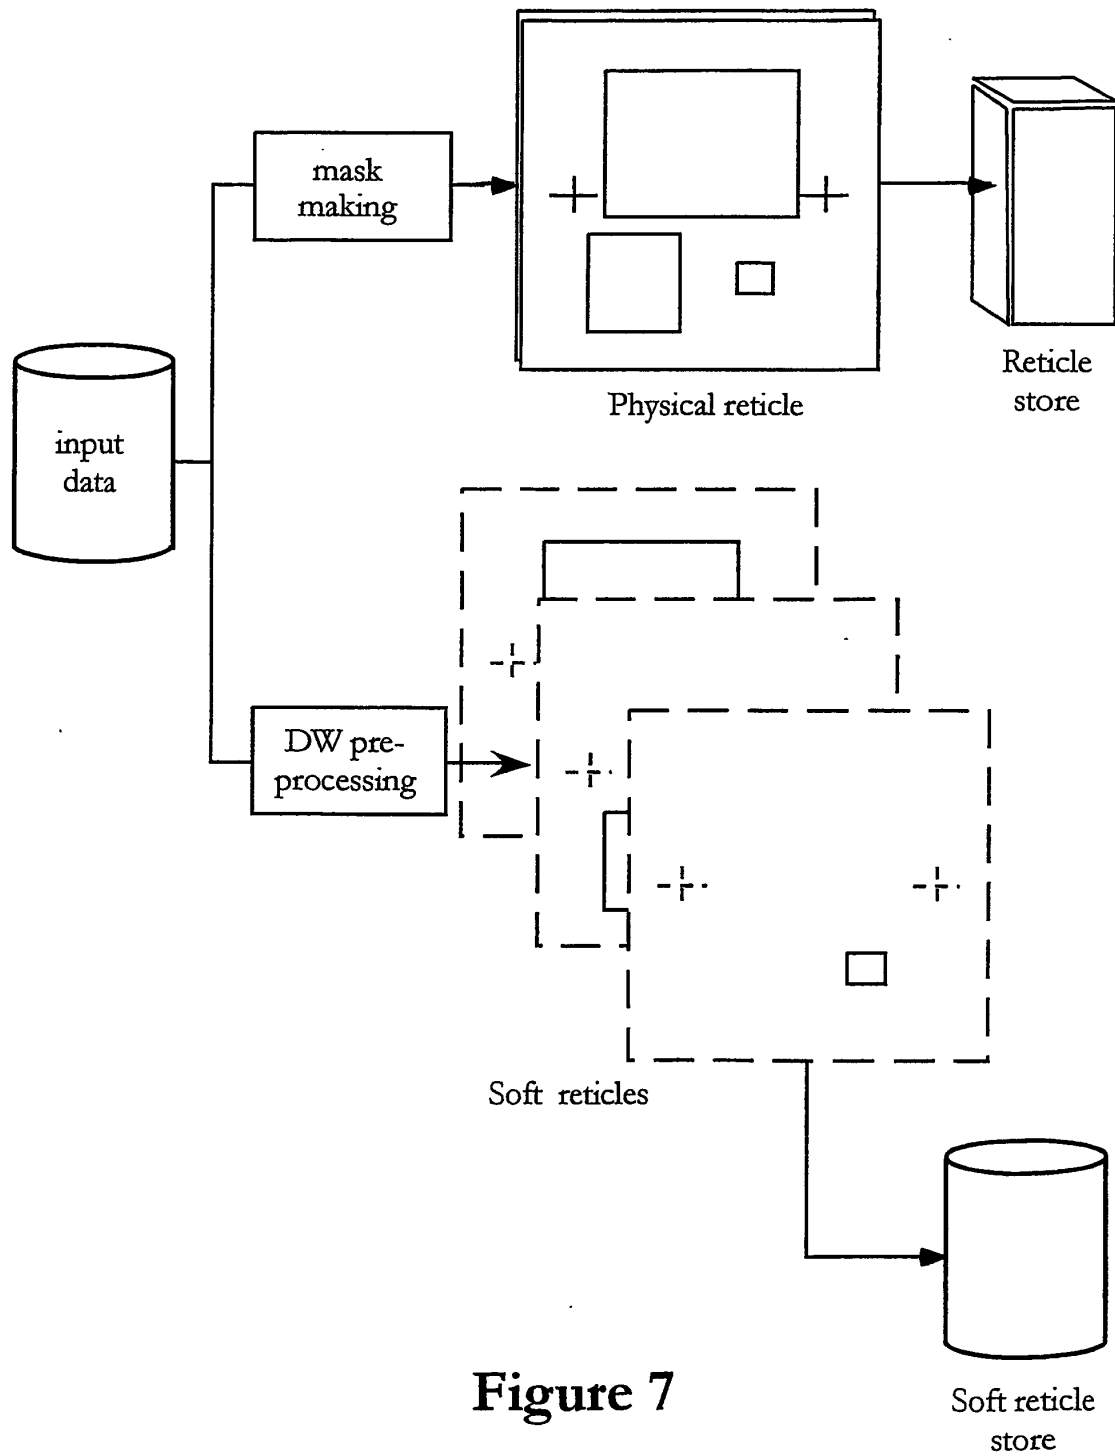 mask
making
Physical reticle
Reticle
store
input
data
DW pre-
processing
Soft reticles
Soft reticle
store
Figure 7